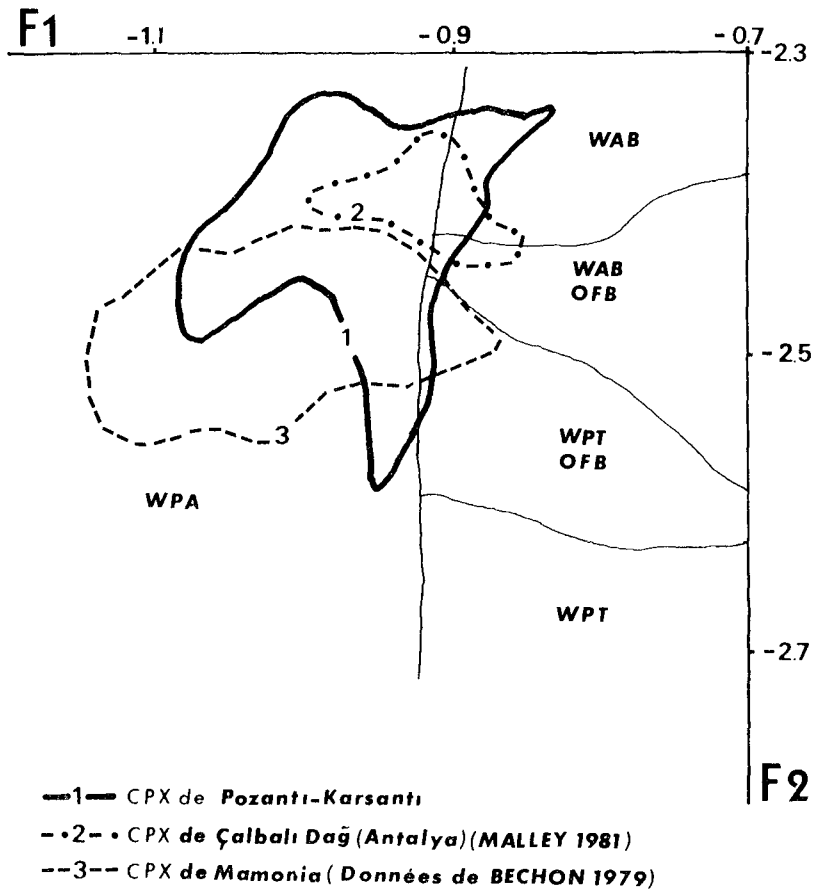 F1
-1.1 -0.9 -0.7
-2.3
WAB
2
WAB
OFB
1
-2.5
WPT
OFB
3
WPA
WPT
-2.7
F2
1 CPX de Pozantı-Karsantı
2 CPX de Çalbalı Dağ (Antalya) (MALLEY 1981)
3 CPX de Mamonia (Données de BECHON 1979)